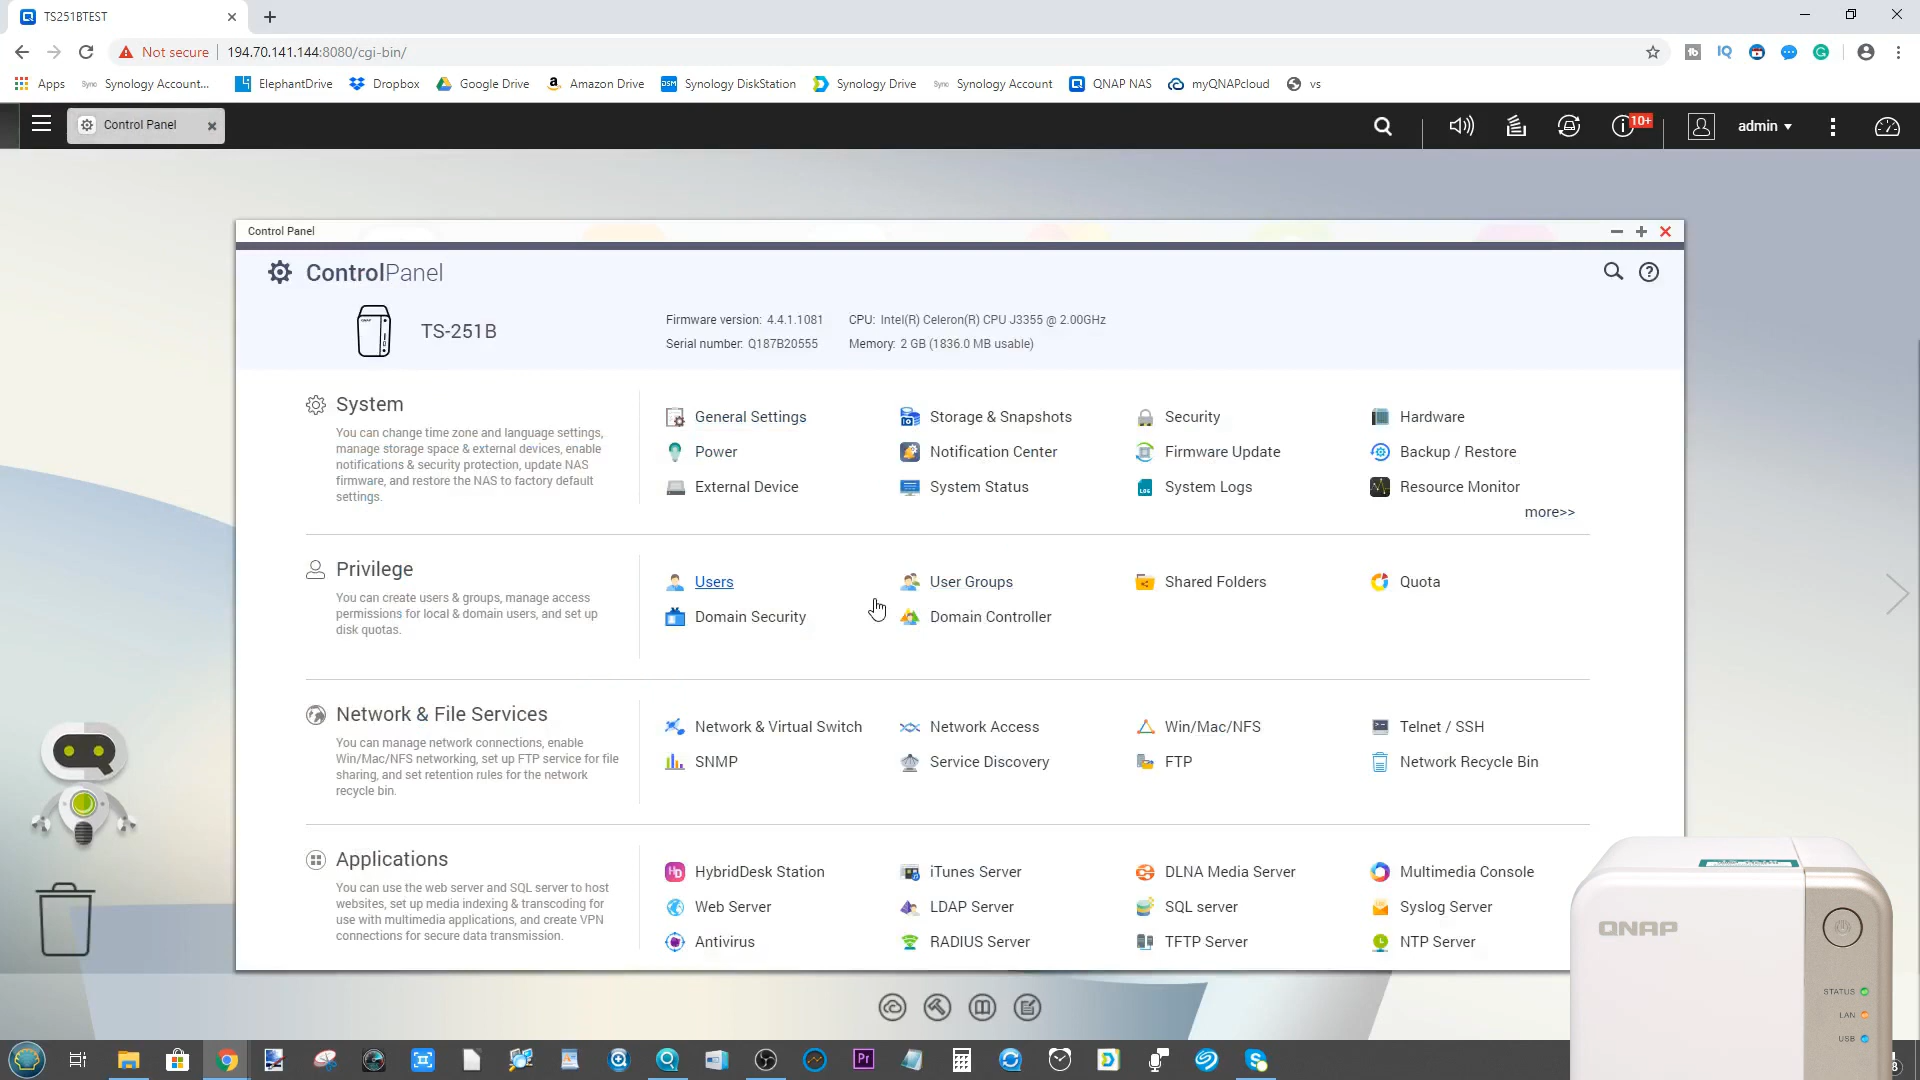 TS251BTEST
Not secure
194.70.141.144:8080/cgi-bin/
Apps
Sync
Synology Account...
ElephantDrive
Dropbox
Google Drive
Amazon Drive
DSM
Synology DiskStation
Synology Drive
Sync
Synology Account
QNAP NAS
myQNAPcloud
vs
Control Panel
10+
admin
Control Panel
ControlPanel
TS-251B
Firmware version: 4.4.1.1081
CPU: Intel(R) Celeron(R) CPU J3355 @ 2.00GHz
Serial number: Q187B20555
Memory: 2 GB (1836.0 MB usable)
System
You can change time zone and language settings,
manage storage space & external devices, enable
notifications & security protection, update NAS
firmware, and restore the NAS to factory default
settings.
General Settings
Storage & Snapshots
Security
Hardware
Power
Notification Center
Firmware Update
Backup / Restore
External Device
System Status
LOG
System Logs
Resource Monitor
more>>
Privilege
You can create users & groups, manage access
permissions for local & domain users, and set up
disk quotas.
Users
User Groups
Shared Folders
Quota
Domain Security
Domain Controller
Network & File Services
You can manage network connections, enable
Win/Mac/NFS networking, set up FTP service for file
sharing, and set retention rules for the network
recycle bin.
Network & Virtual Switch
Network Access
Win/Mac/NFS
Telnet / SSH
SNMP
Service Discovery
FTP
Network Recycle Bin
Applications
You can use the web server and SQL server to host
websites, set up media indexing & transcoding for
use with multimedia applications, and create VPN
connections for secure data transmission.
HD
HybridDesk Station
iTunes Server
DLNA Media Server
Multimedia Console
Web Server
LDAP Server
SQL server
Syslog Server
Antivirus
RADIUS Server
TFTP Server
NTP Server
QNAP
STATUS
LAN
USB
Pr